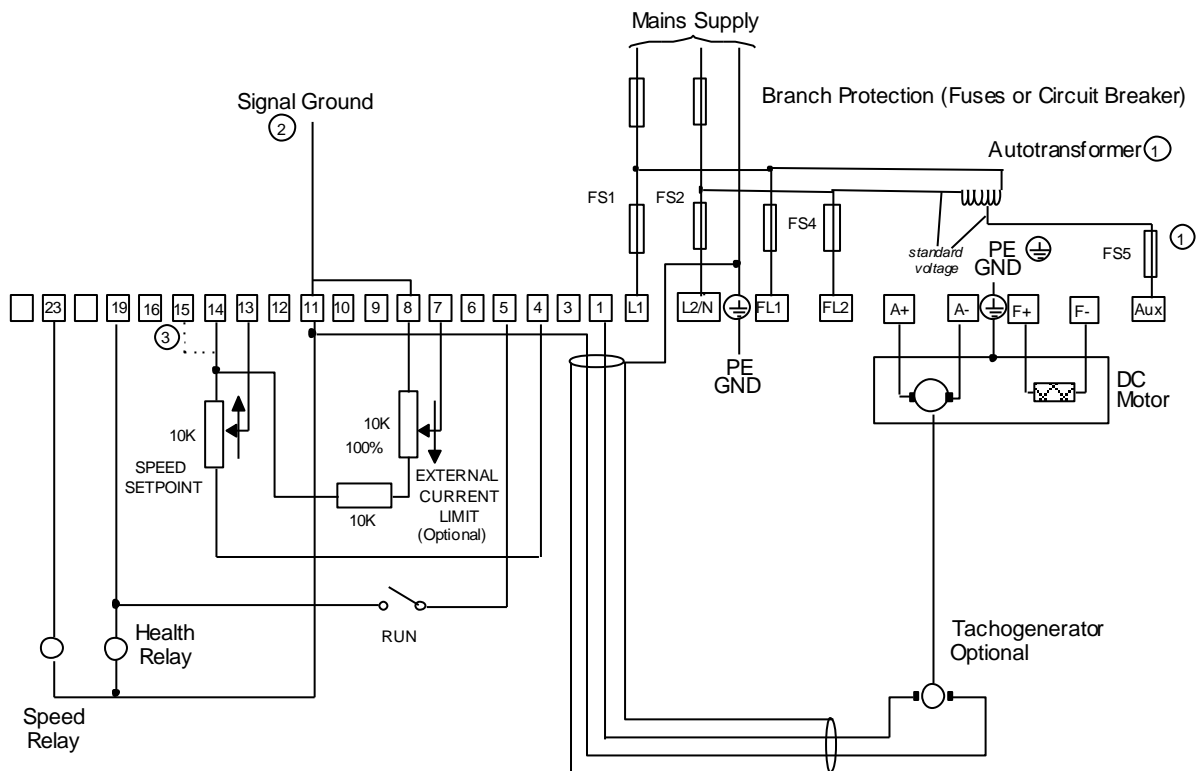 Mains Supply
Signal Ground
2
Branch Protection (Fuses or Circuit Breaker)
Autotransformer 1
FS1
FS2
FS4
standard
voltage
PE
GND
FS5
1
23
19
16
15
14
13
12
11
10
9
8
7
6
5
4
3
1
L1
L2/N
FL1
FL2
A+
A-
F+
F-
Aux
3
PE
GND
DC
Motor
10K
SPEED
SETPOINT
10K
100%
10K
EXTERNAL
CURRENT
LIMIT
(Optional)
RUN
Health
Relay
Speed
Relay
Tachogenerator
Optional